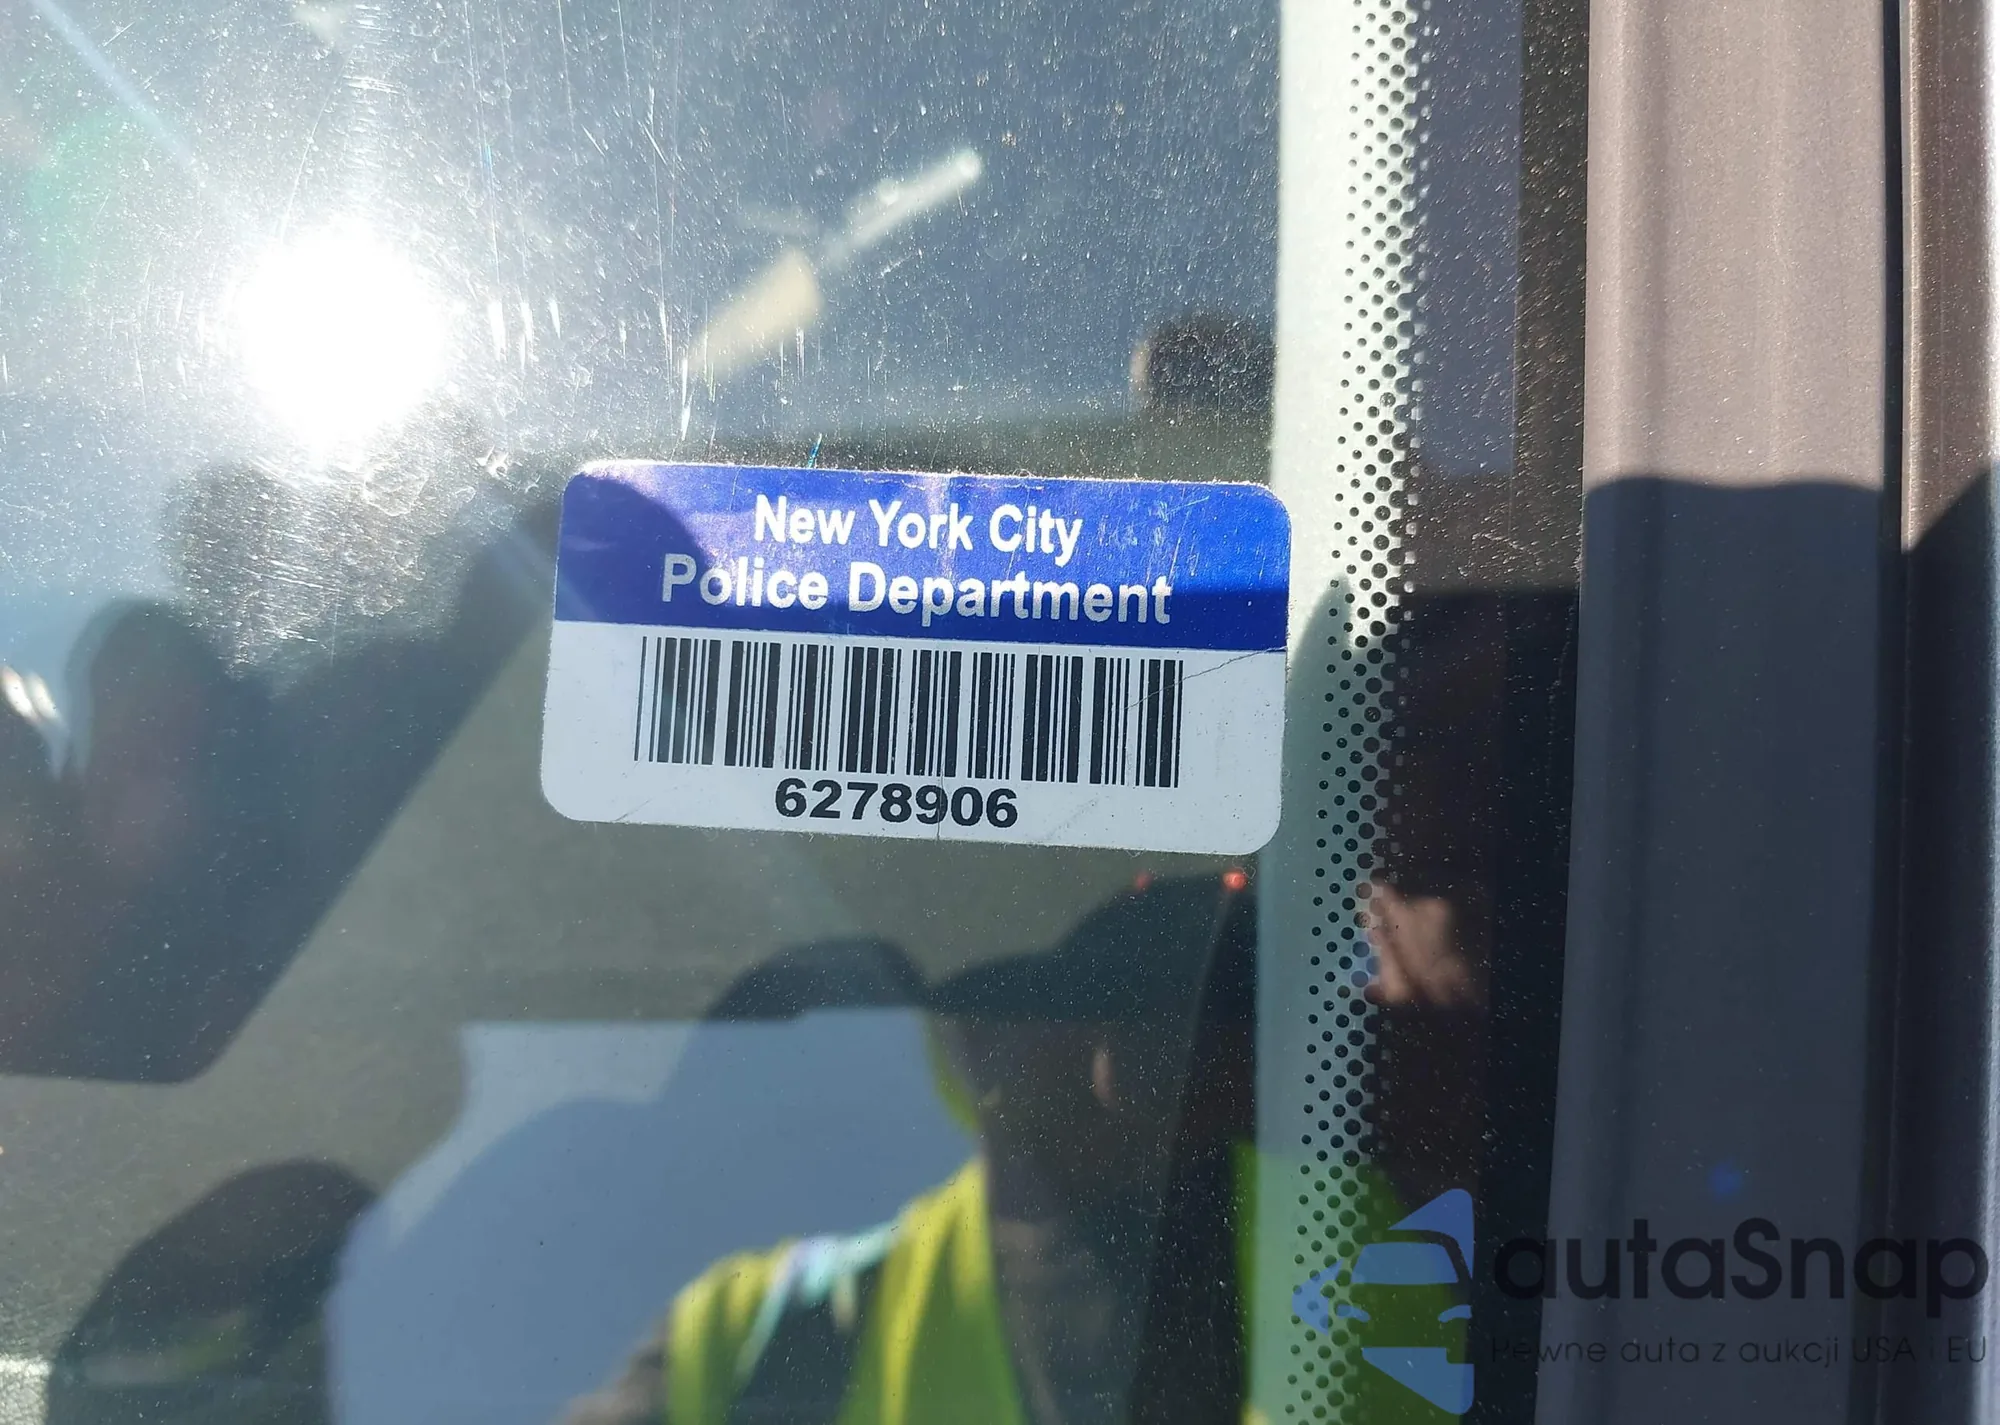 New York City
Police Department
6278906
autaSnap
Pewne auta z aukcji USA i EU